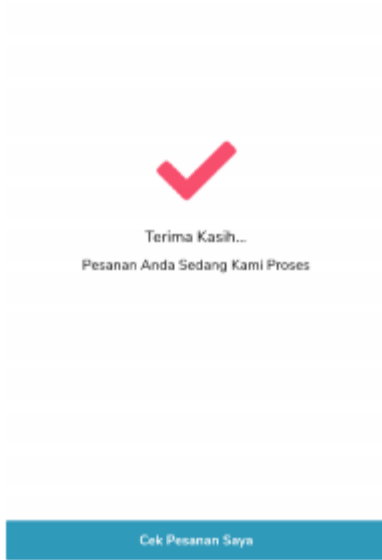 Terima Kasih...
Pesanan Anda Sedang Kami Proses
Cek Pesanan Saya